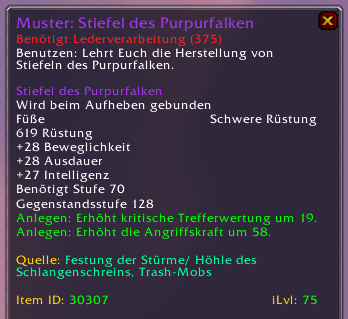 Muster: Stiefel des Purpurfalken
Benötigt Lederverarbeitung (375)
Benutzen: Lehrt Euch die Herstellung von
Stiefeln des Purpurfalken.
Stiefel des Purpurfalken
Wird beim Aufheben gebunden
Füße Schwere Rüstung
619 Rüstung
+28 Beweglichkeit
+28 Ausdauer
+27 Intelligenz
Benötigt Stufe 70
Gegenstandsstufe 128
Anlegen: Erhöht kritische Trefferwertung um 19.
Anlegen: Erhöht die Angriffskraft um 58.
Quelle: Festung der Stürme/ Höhle des
Schlangenschreins, Trash-Mobs
Item ID: 30307 iLvl: 75